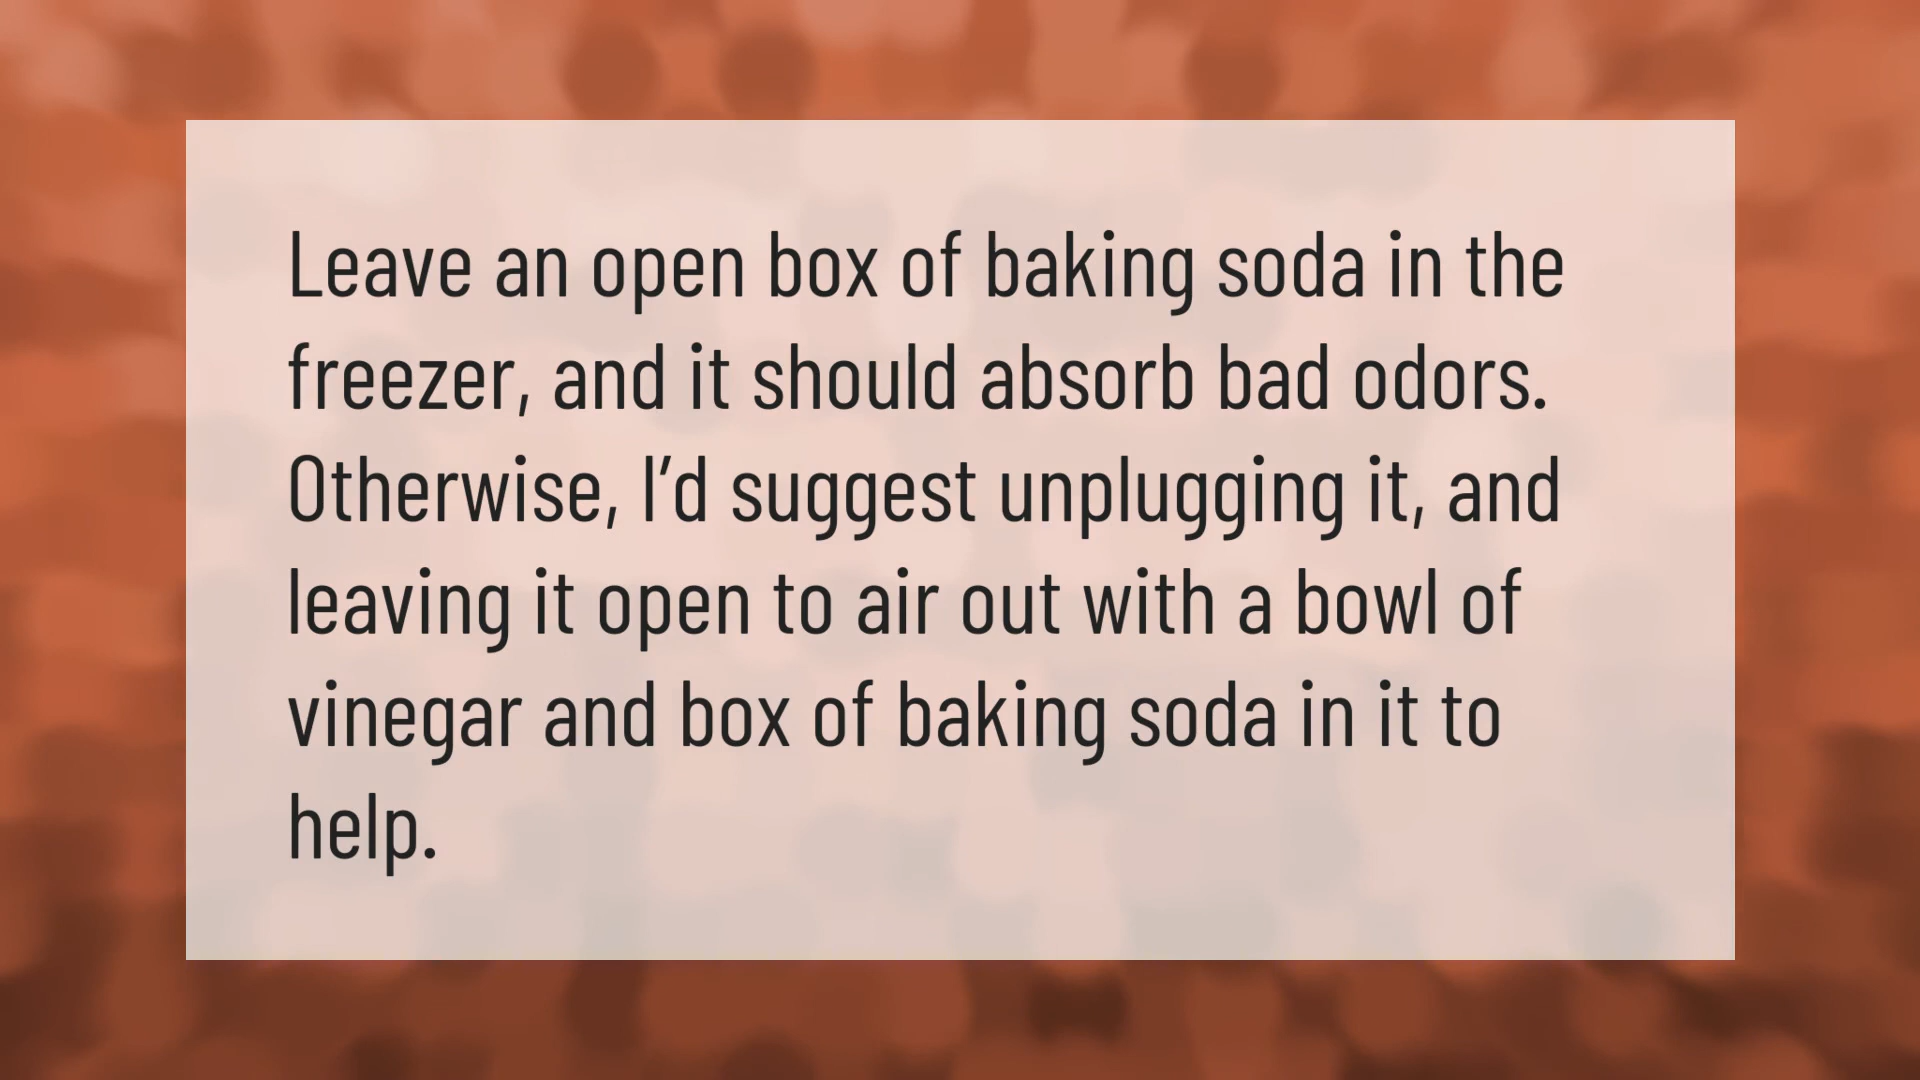 Leave an open box of baking soda in the
freezer, and it should absorb bad odors.
Otherwise, I’d suggest unplugging it, and
leaving it open to air out with a bowl of
vinegar and box of baking soda in it to
help.